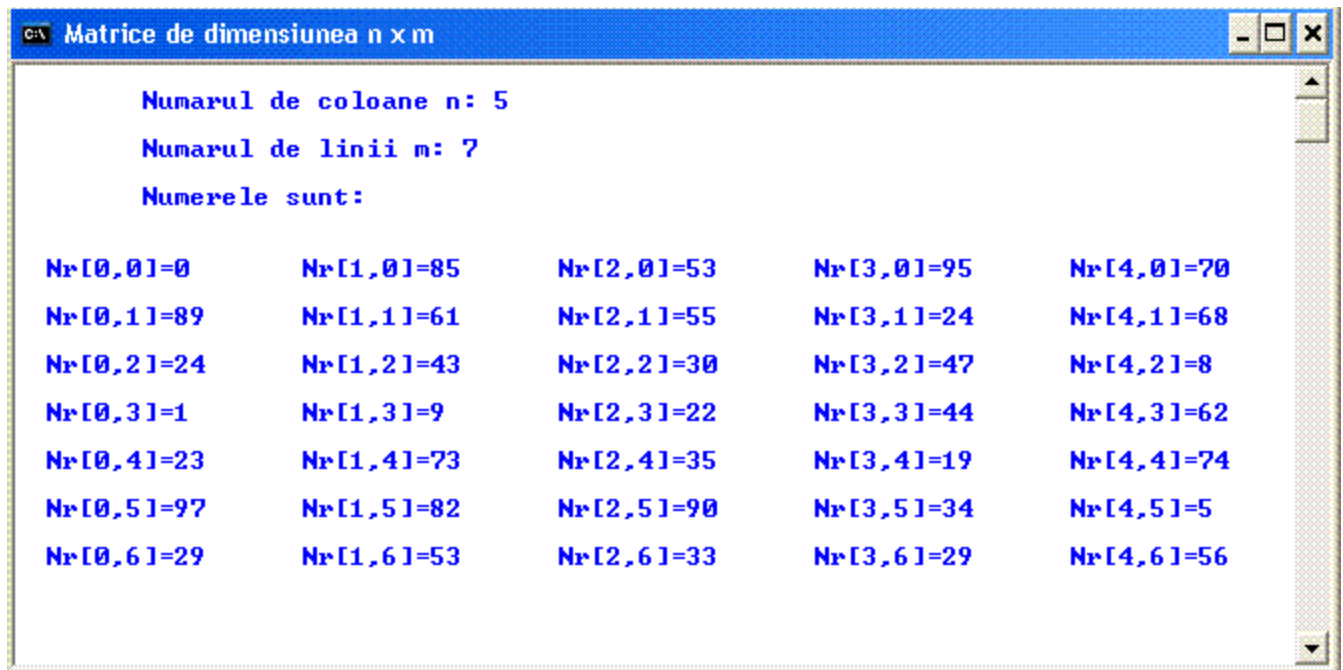 Matrice de dimensiunea n x m
Numarul de coloane n: 5
Numarul de linii m: 7
Numerele sunt:
Nr[0,0]=0 Nr[1,0]=85 Nr[2,0]=53 Nr[3,0]=95 Nr[4,0]=70
Nr[0,1]=89 Nr[1,1]=61 Nr[2,1]=55 Nr[3,1]=24 Nr[4,1]=68
Nr[0,2]=24 Nr[1,2]=43 Nr[2,2]=30 Nr[3,2]=47 Nr[4,2]=8
Nr[0,3]=1 Nr[1,3]=9 Nr[2,3]=22 Nr[3,3]=44 Nr[4,3]=62
Nr[0,4]=23 Nr[1,4]=73 Nr[2,4]=35 Nr[3,4]=19 Nr[4,4]=74
Nr[0,5]=97 Nr[1,5]=82 Nr[2,5]=90 Nr[3,5]=34 Nr[4,5]=5
Nr[0,6]=29 Nr[1,6]=53 Nr[2,6]=33 Nr[3,6]=29 Nr[4,6]=56